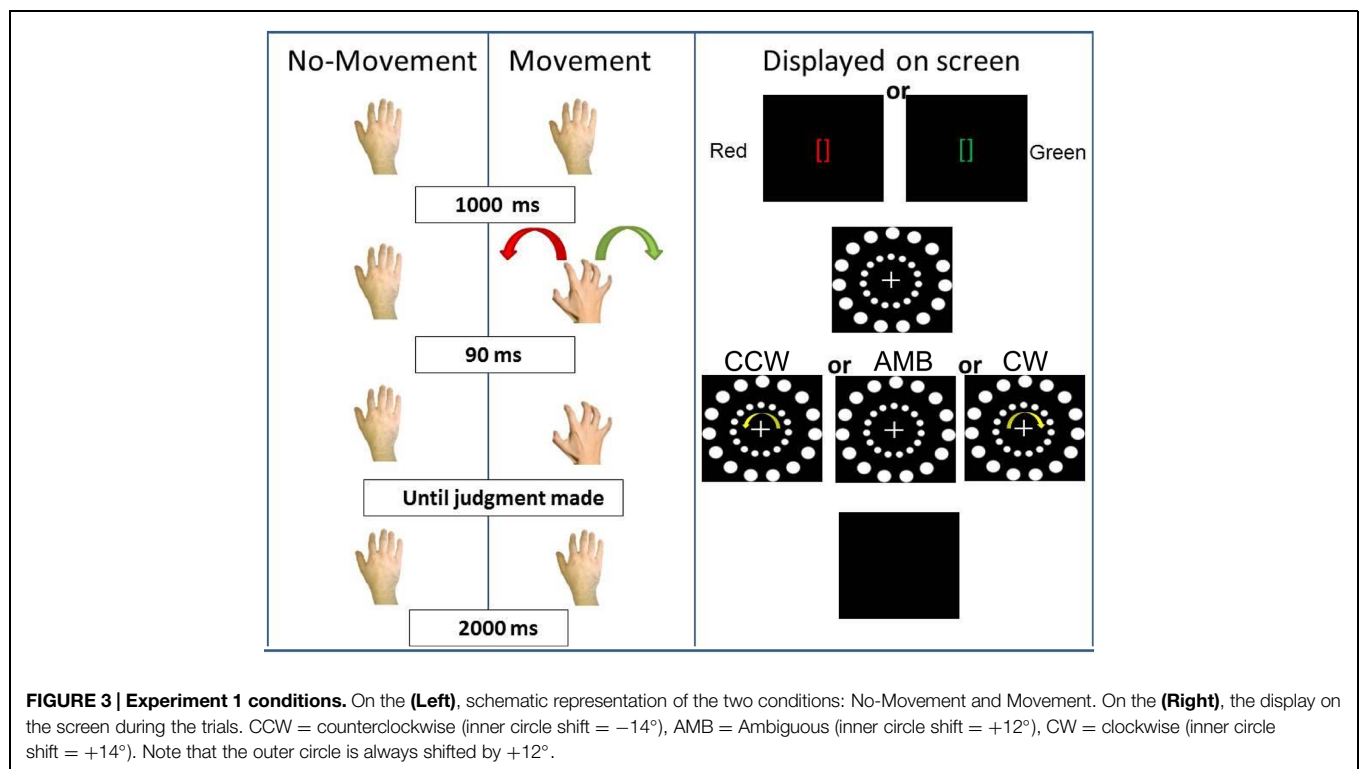 No-Movement Movement Displayed on screen
or
Red [] [] Green
1000 ms
90 ms
CCW or AMB or CW
Until judgment made
2000 ms
FIGURE 3 | Experiment 1 conditions. On the (Left), schematic representation of the two conditions: No-Movement and Movement. On the (Right), the display on
the screen during the trials. CCW = counterclockwise (inner circle shift = −14°), AMB = Ambiguous (inner circle shift = +12°), CW = clockwise (inner circle
shift = +14°). Note that the outer circle is always shifted by +12°.